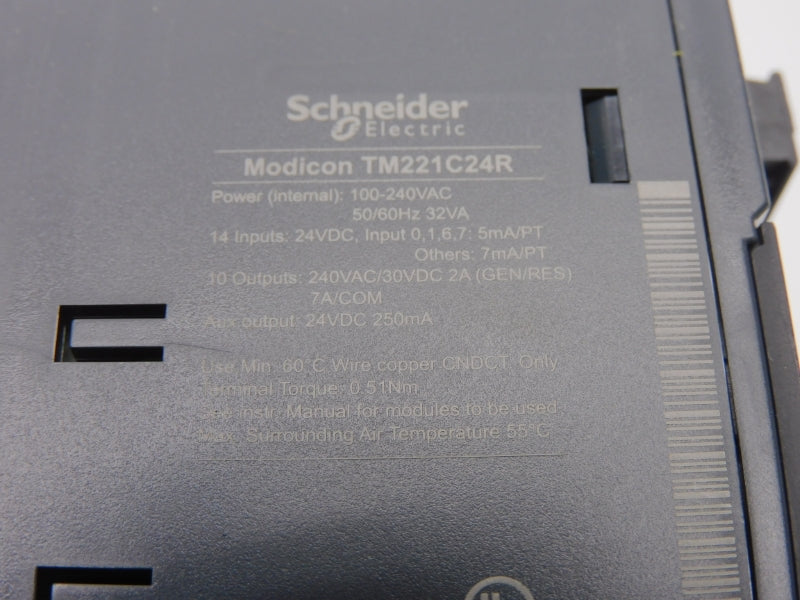 Schneider
Electric
Modicon TM221C24R
Power (internal): 100-240VAC
50/60Hz 32VA
14 Inputs: 24VDC, Input 0,1,6,7: 5mA/PT
Others: 7mA/PT
10 Outputs: 240VAC/30VDC 2A (GEN/RES)
7A/COM
Aux.output: 24VDC 250mA
Use Min. 60°C Wire copper CNDCT. Only
Terminal Torque: 0.51Nm
See instr. Manual for modules to be used
Max. Surrounding Air Temperature 55°C